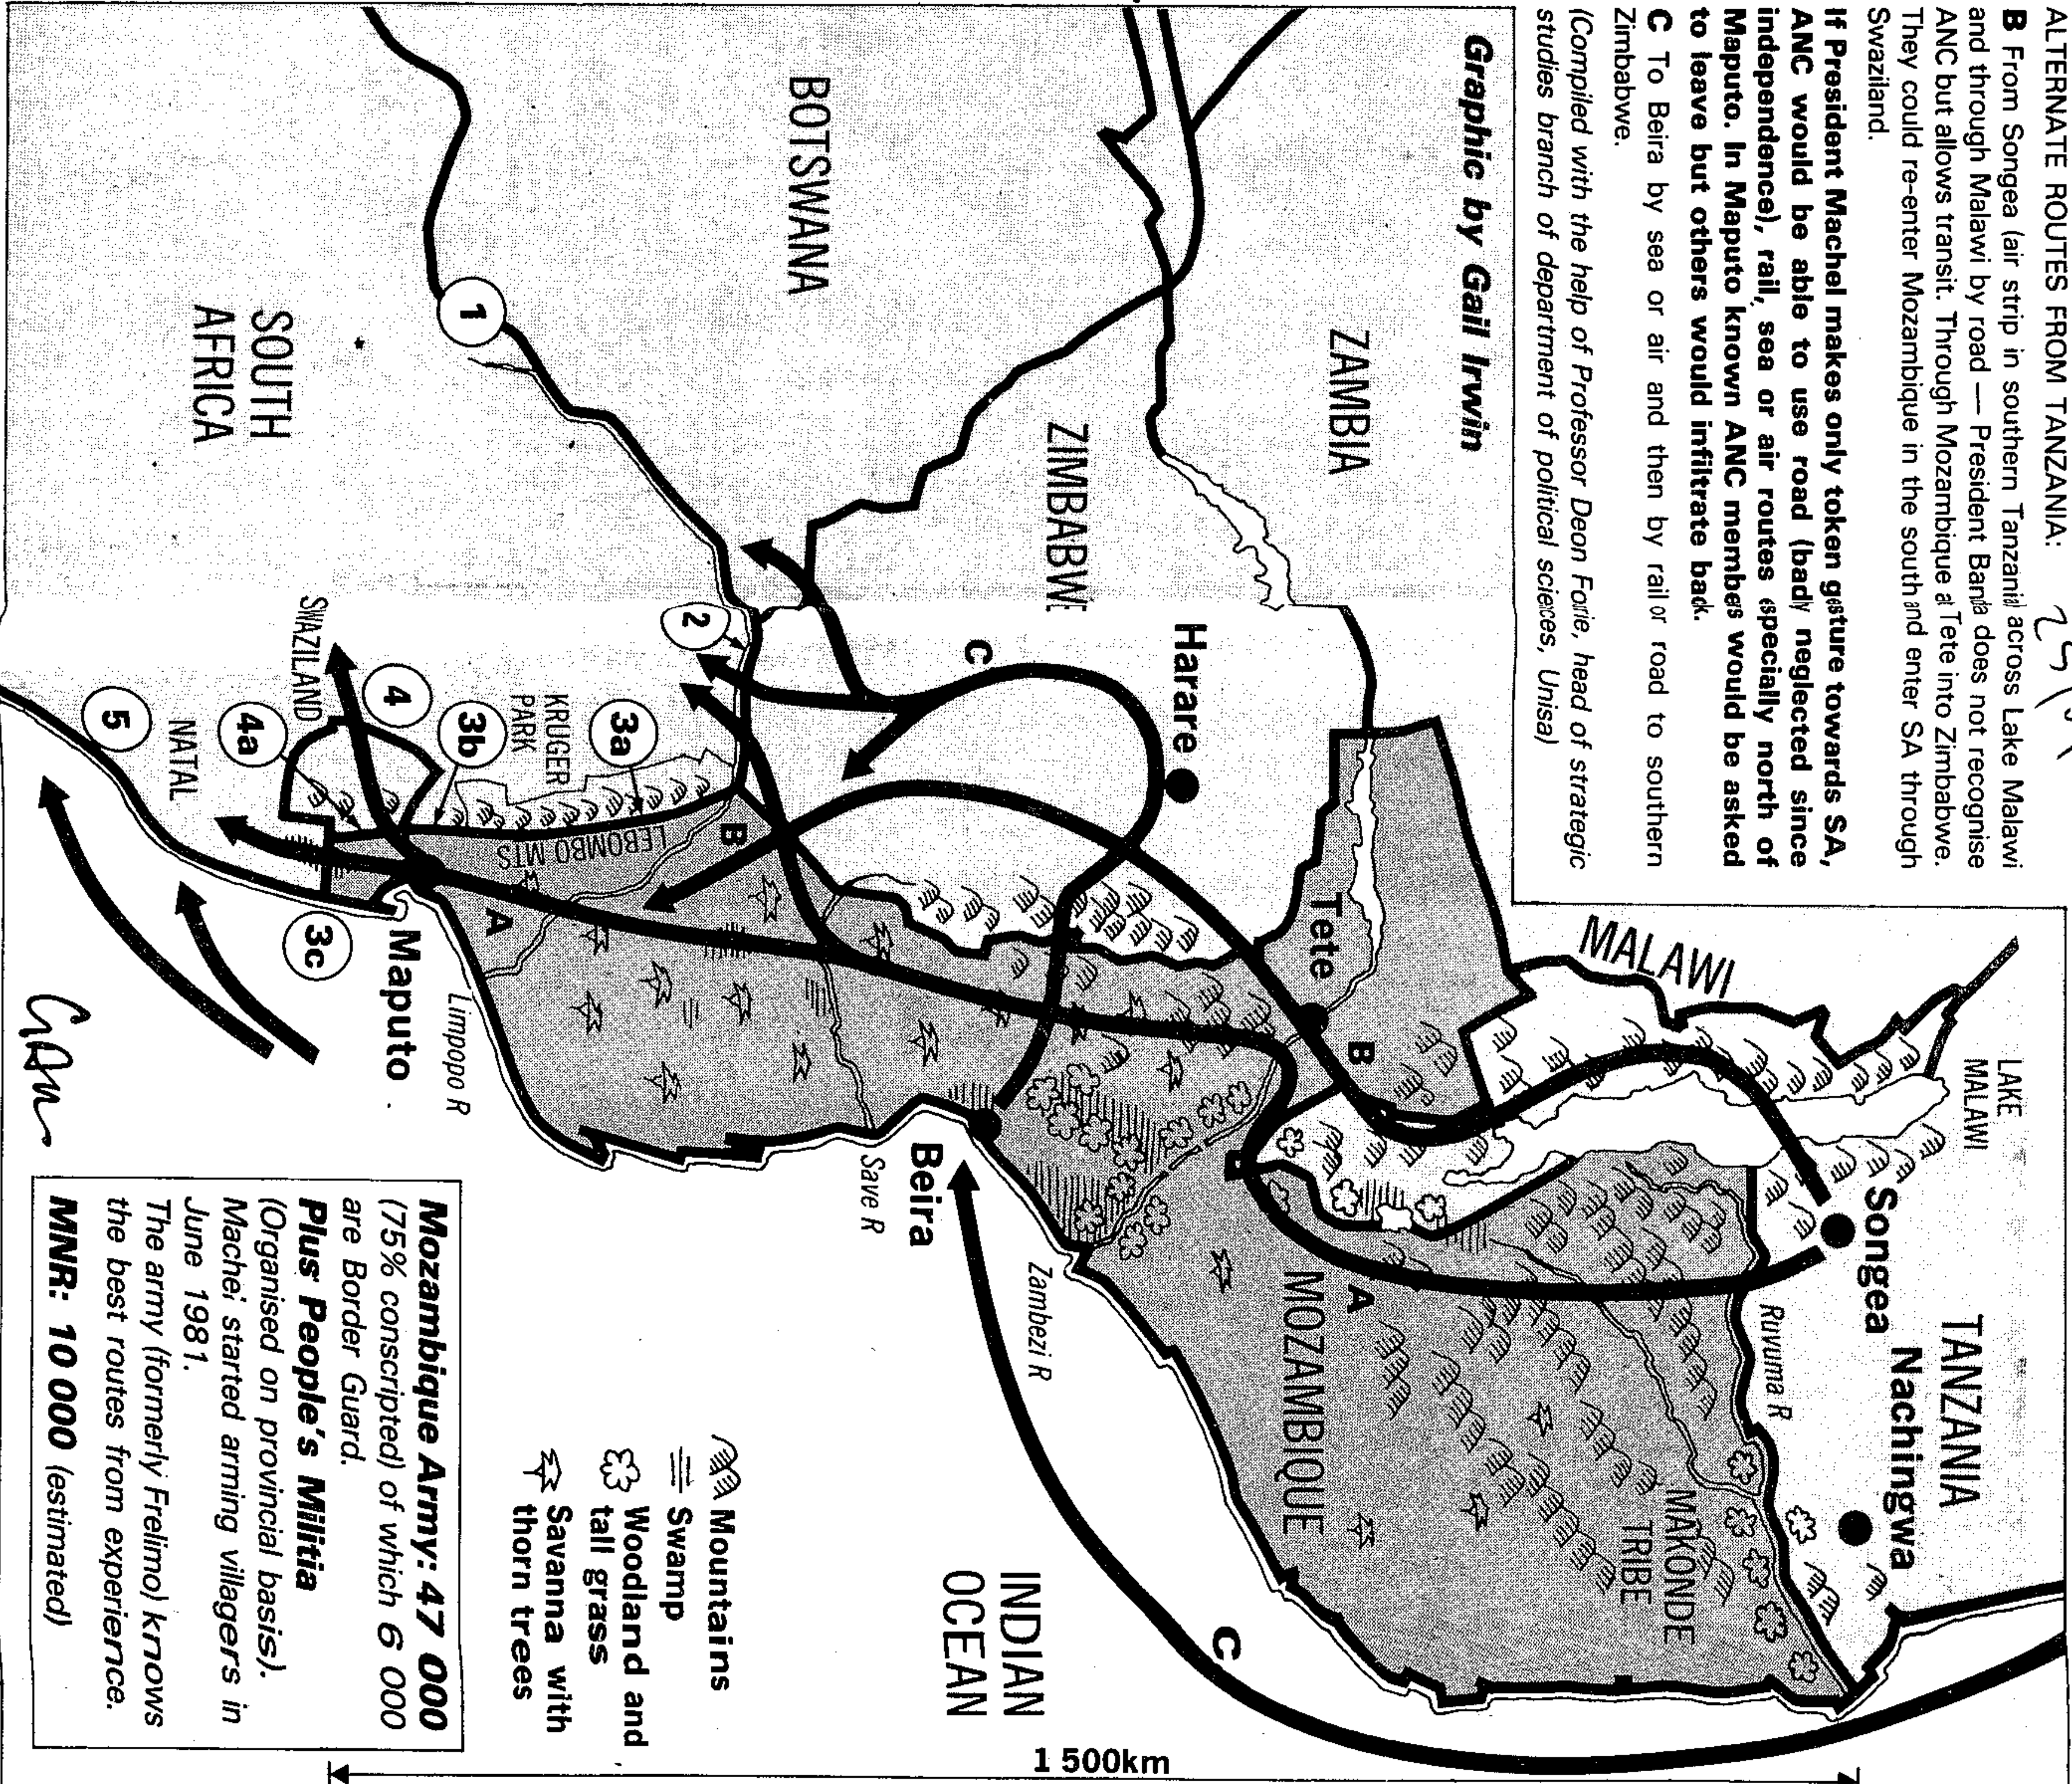 ALTERNATE ROUTES FROM TANZANIA:
B From Songea (air strip in southern Tanzania) across Lake Malawi
and through Malawi by road — President Banda does not recognise
ANC but allows transit. Through Mozambique at Tete into Zimbabwe.
They could re-enter Mozambique in the south and enter SA through
Swaziland.
If President Machel makes only token gesture towards SA,
ANC would be able to use road (badly neglected since
independence), rail, sea or air routes especially north of
Maputo. In Maputo known ANC members would be asked
to leave but others would infiltrate back.
C To Beira by sea or air and then by rail or road to southern
Zimbabwe.
(Compiled with the help of Professor Deon Forie, head of strategic
studies branch of department of political sciences, Unisa)
Graphic by Gail Irwin
LAKE
MALAWI
TANZANIA
Songea
Nachingwa
MALAWI
Ruvuma R
MAKONDE
TRIBE
ZAMBIA
Tete
B
A
MOZAMBIQUE
Harare
C
ZIMBABWE
Zambezi R
C
INDIAN
OCEAN
Beira
Save R
BOTSWANA
B
2
3a
KRUGER
PARK
LEBOMBO MTS
A
3b
Limpopo R
1
4
Maputo
SWAZILAND
3c
4a
SOUTH
AFRICA
NATAL
5
Mountains
Swamp
Woodland and
tall grass
Savanna with
thorn trees
1 500km
Mozambique Army: 47 000
(75% conscripted) of which 6 000
are Border Guard.
Plus People's Militia
(Organised on provincial basis).
Machel started arming villagers in
June 1981.
The army (formerly Frelimo) knows
the best routes from experience.
MNR: 10 000 (estimated)